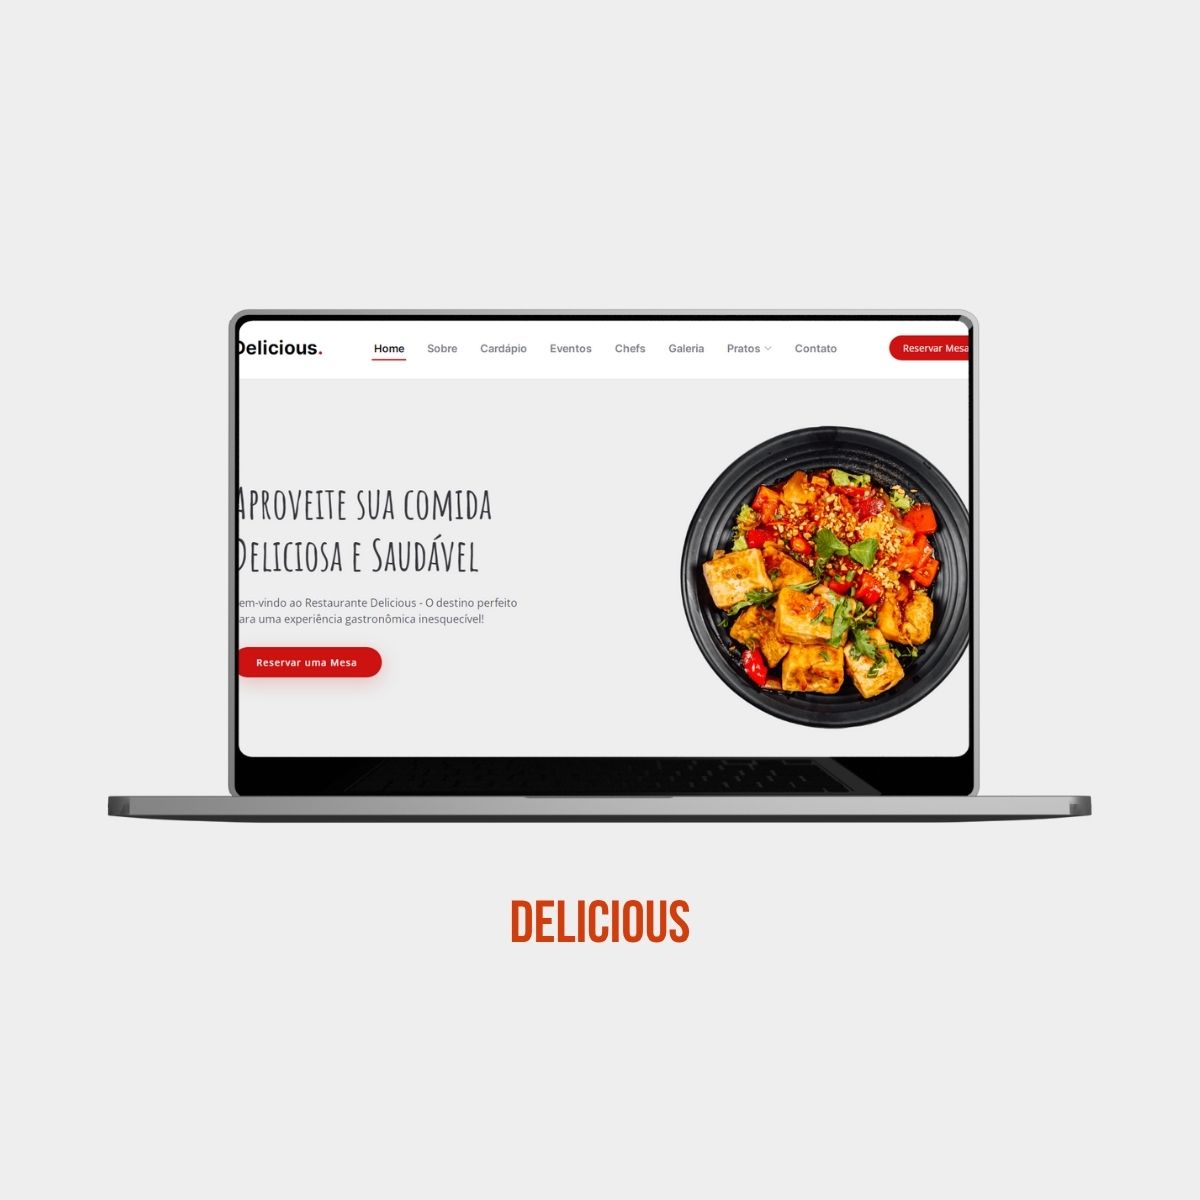 Delicious.
Home Sobre Cardápio Eventos Chefs Galeria Pratos Contato Reservar Mesa
Aproveite sua comida
Deliciosa e Saudável
em-vindo ao Restaurante Delicious - O destino perfeito
ara uma experiência gastronômica inesquecível!
Reservar uma Mesa
DELICIOUS